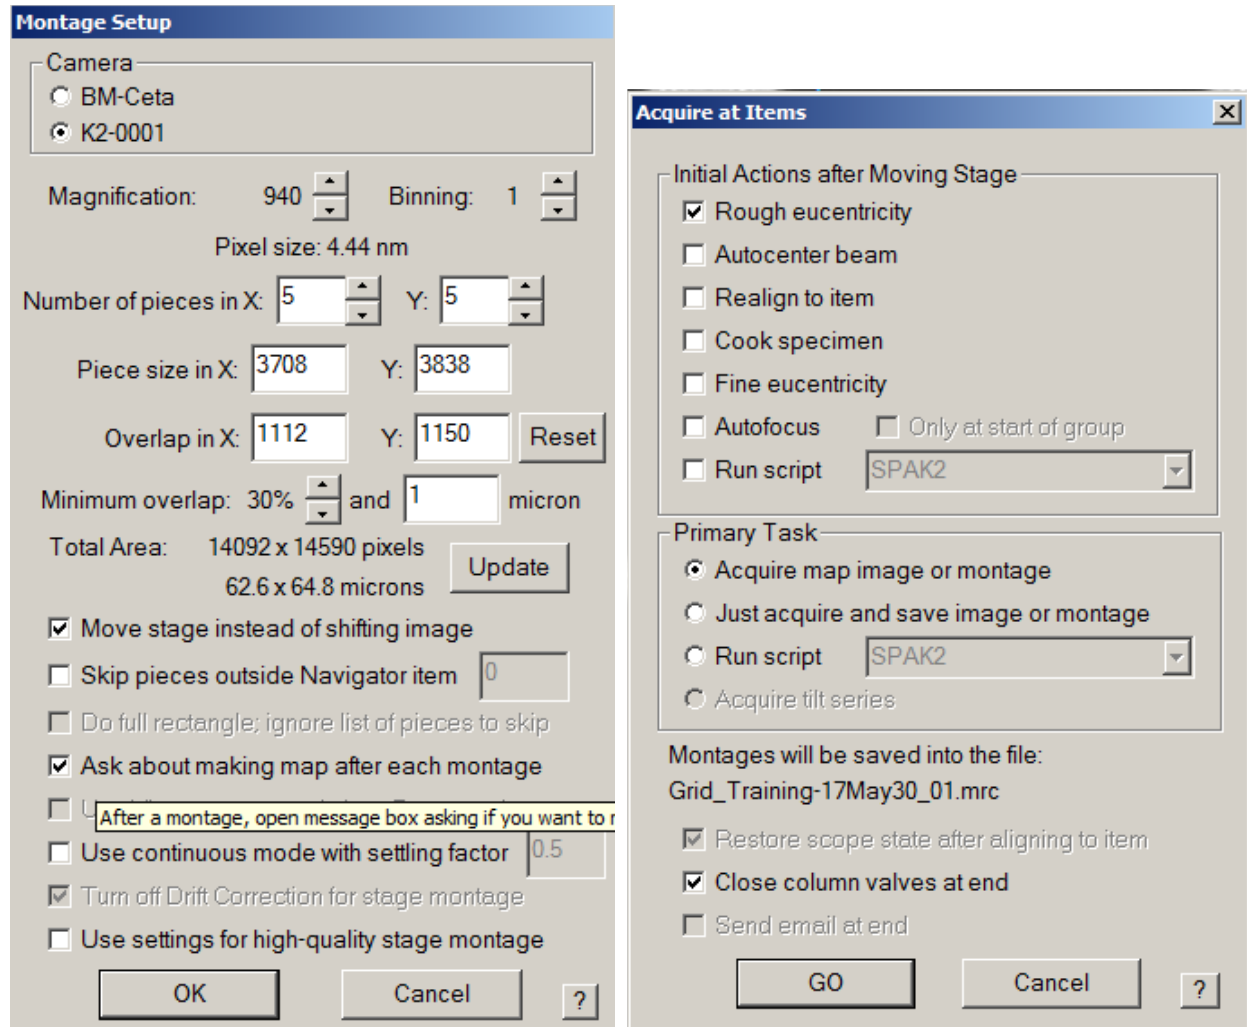 Montage Setup
Camera
BM-Ceta
K2-0001
Magnification: 940 Binning: 1
Pixel size: 4.44 nm
Number of pieces in X: 5 Y: 5
Piece size in X: 3708 Y: 3838
Overlap in X: 1112 Y: 1150 Reset
Minimum overlap: 30% and 1 micron
Total Area: 14092 x 14590 pixels
62.6 x 64.8 microns Update
Move stage instead of shifting image
Skip pieces outside Navigator item 0
Do full rectangle; ignore list of pieces to skip
Ask about making map after each montage
After a montage, open message box asking if you want to
Use continuous mode with settling factor 0.5
Turn off Drift Correction for stage montage
Use settings for high-quality stage montage
OK Cancel ?
Acquire at Items
Initial Actions after Moving Stage
Rough eucentricity
Autocenter beam
Realign to item
Cook specimen
Fine eucentricity
Autofocus Only at start of group
Run script SPAK2
Primary Task
Acquire map image or montage
Just acquire and save image or montage
Run script SPAK2
Acquire tilt series
Montages will be saved into the file:
Grid_Training-17May30_01.mrc
Restore scope state after aligning to item
Close column valves at end
Send email at end
GO Cancel ?